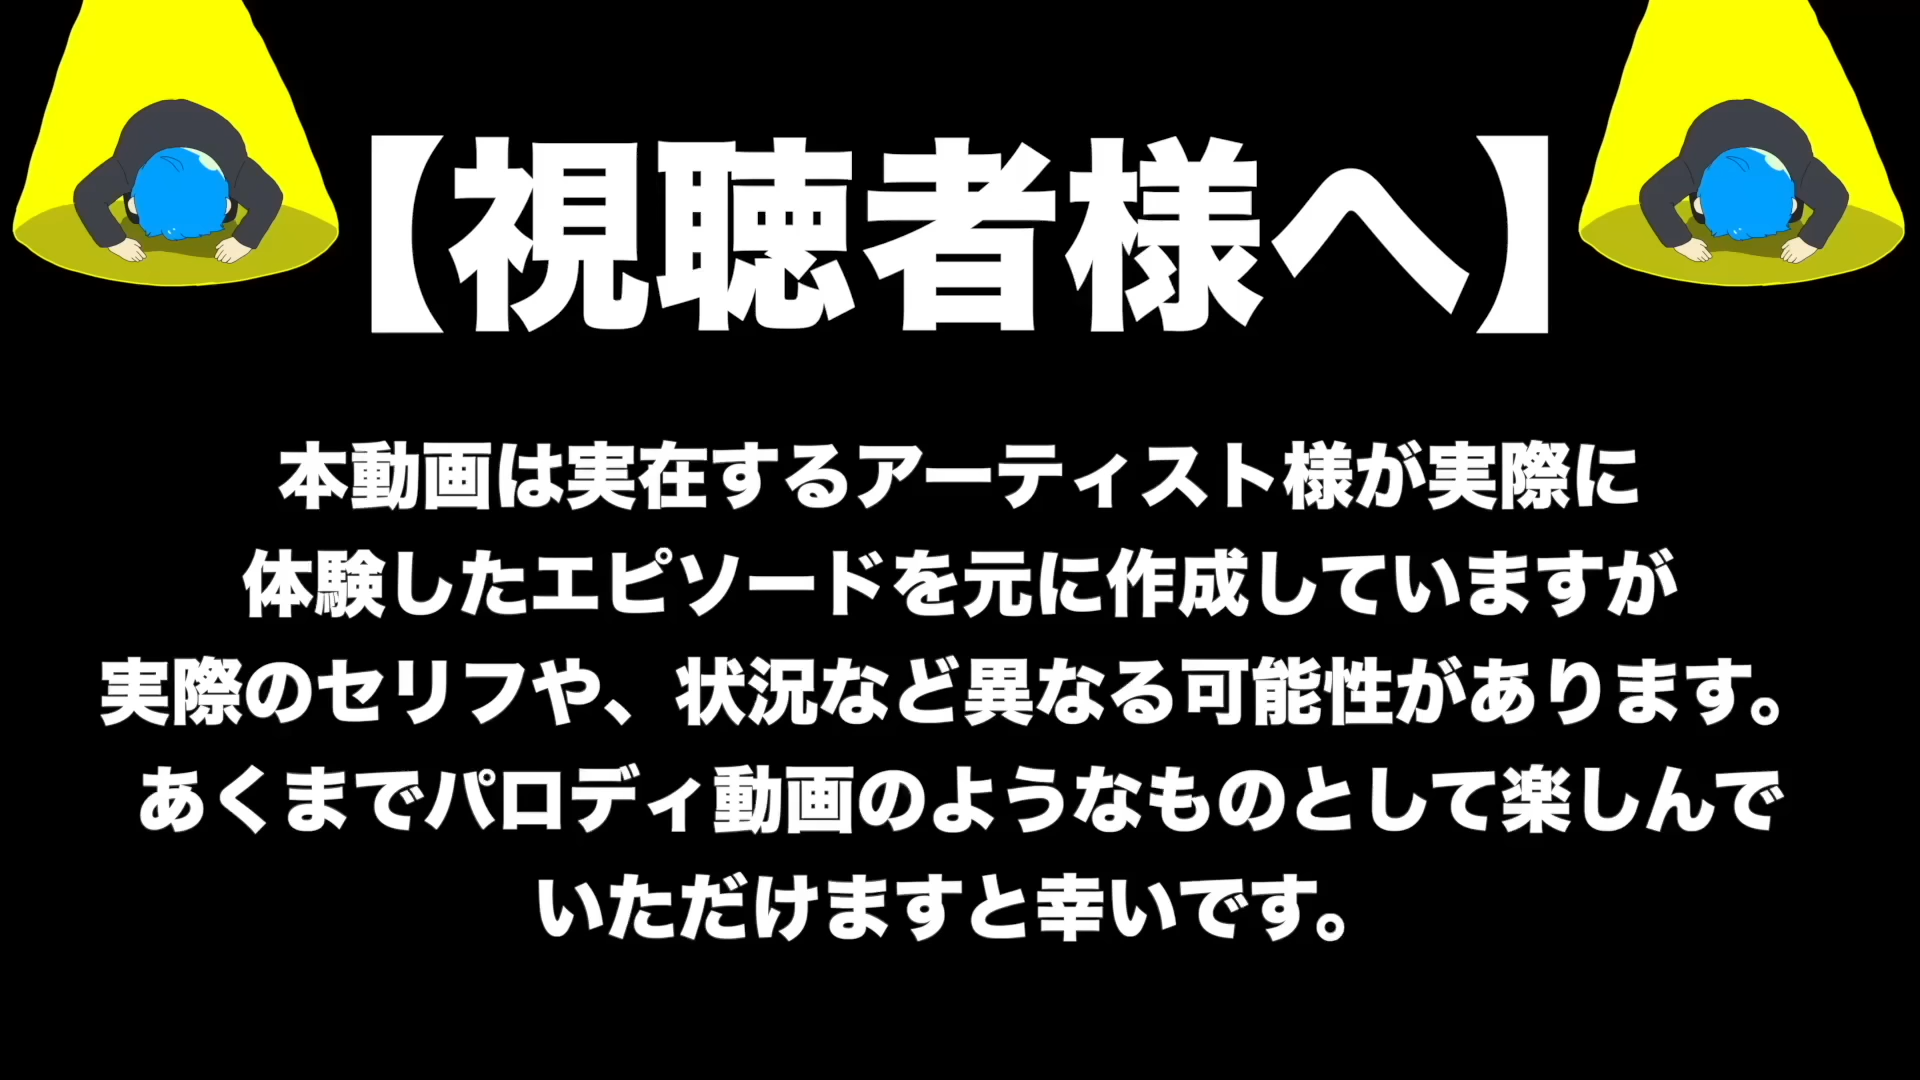 【視聴者様へ】
本動画は実在するアーティスト様が実際に
体験したエピソードを元に作成していますが
実際のセリフや、状況など異なる可能性があります。
あくまでパロディ動画のようなものとして楽しんで
いただけますと幸いです。